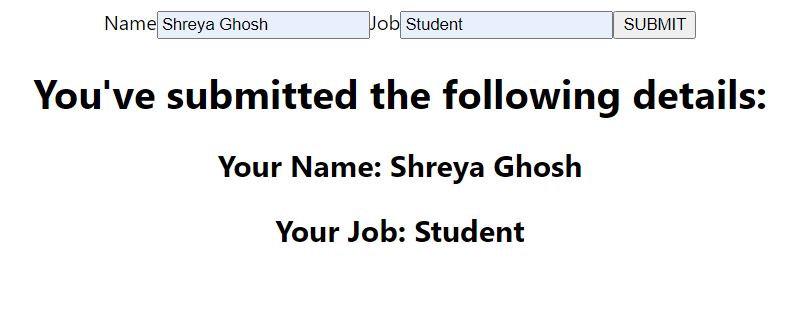 Name Shreya Ghosh Job Student SUBMIT
You've submitted the following details:
Your Name: Shreya Ghosh
Your Job: Student